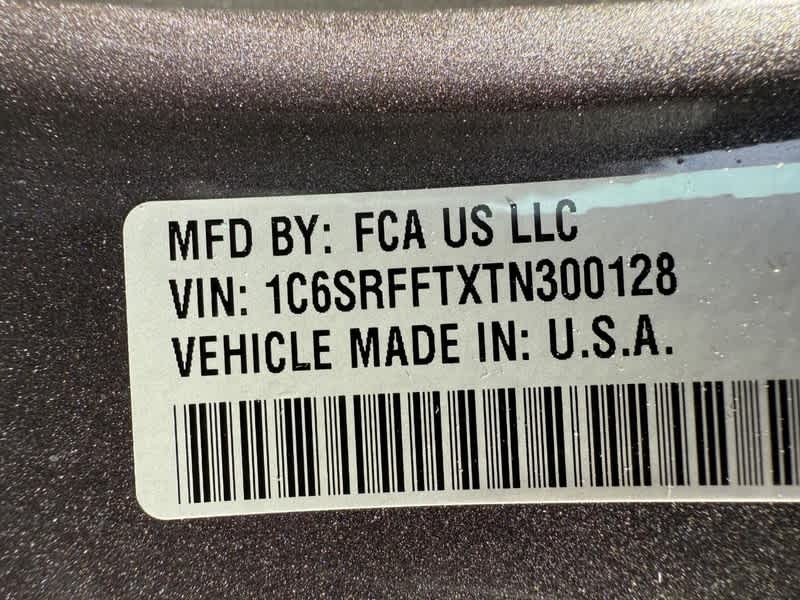 MFD BY: FCA US LLC
VIN: 1C6SRFFTXTN300128
VEHICLE MADE IN: U.S.A.